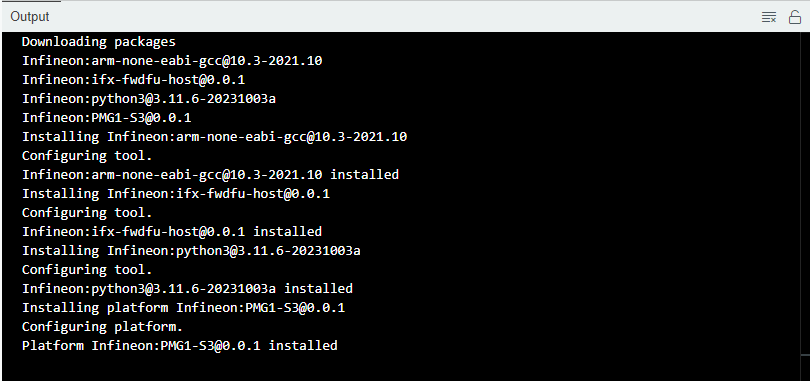 Output
Downloading packages
Infineon:arm-none-eabi-gcc@10.3-2021.10
Infineon:ifx-fwdfu-host@0.0.1
Infineon:python3@3.11.6-20231003a
Infineon:PMG1-S3@0.0.1
Installing Infineon:arm-none-eabi-gcc@10.3-2021.10
Configuring tool.
Infineon:arm-none-eabi-gcc@10.3-2021.10 installed
Installing Infineon:ifx-fwdfu-host@0.0.1
Configuring tool.
Infineon:ifx-fwdfu-host@0.0.1 installed
Installing Infineon:python3@3.11.6-20231003a
Configuring tool.
Infineon:python3@3.11.6-20231003a installed
Installing platform Infineon:PMG1-S3@0.0.1
Configuring platform.
Platform Infineon:PMG1-S3@0.0.1 installed